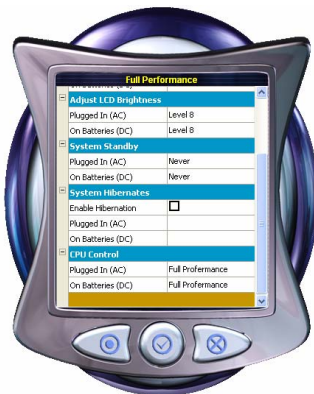 Full Performance
Adjust LCD Brightness
Plugged In (AC) Level 8
On Batteries (DC) Level 8
System Standby
Plugged In (AC) Never
On Batteries (DC) Never
System Hibernates
Enable Hibernation
Plugged In (AC)
On Batteries (DC)
CPU Control
Plugged In (AC) Full Proformance
On Batteries (DC) Full Proformance